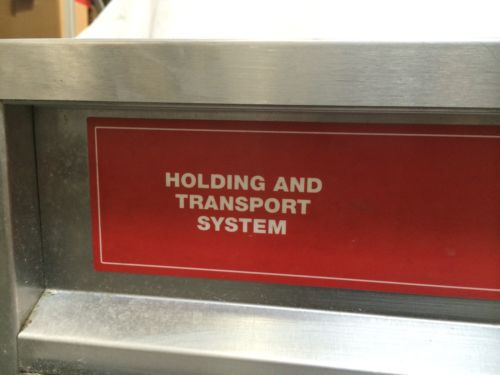 HOLDING AND
TRANSPORT
SYSTEM